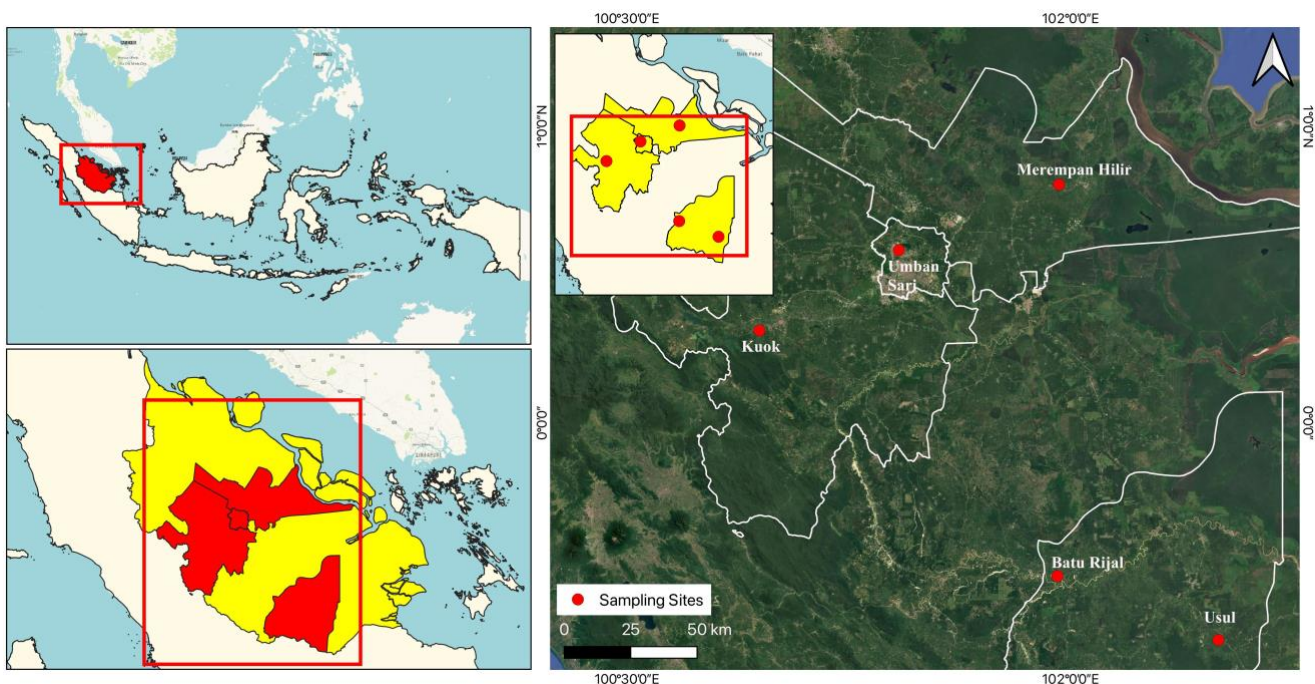 100°30'0"E
102°0'0"E
1°0'0"N
1°0'0"N
Merempan Hilir
Umban
Sari
Kuok
0°0'0"
0°0'0"
Batu Rijal
Usul
Sampling Sites
0 25 50 km
100°30'0"E
102°0'0"E